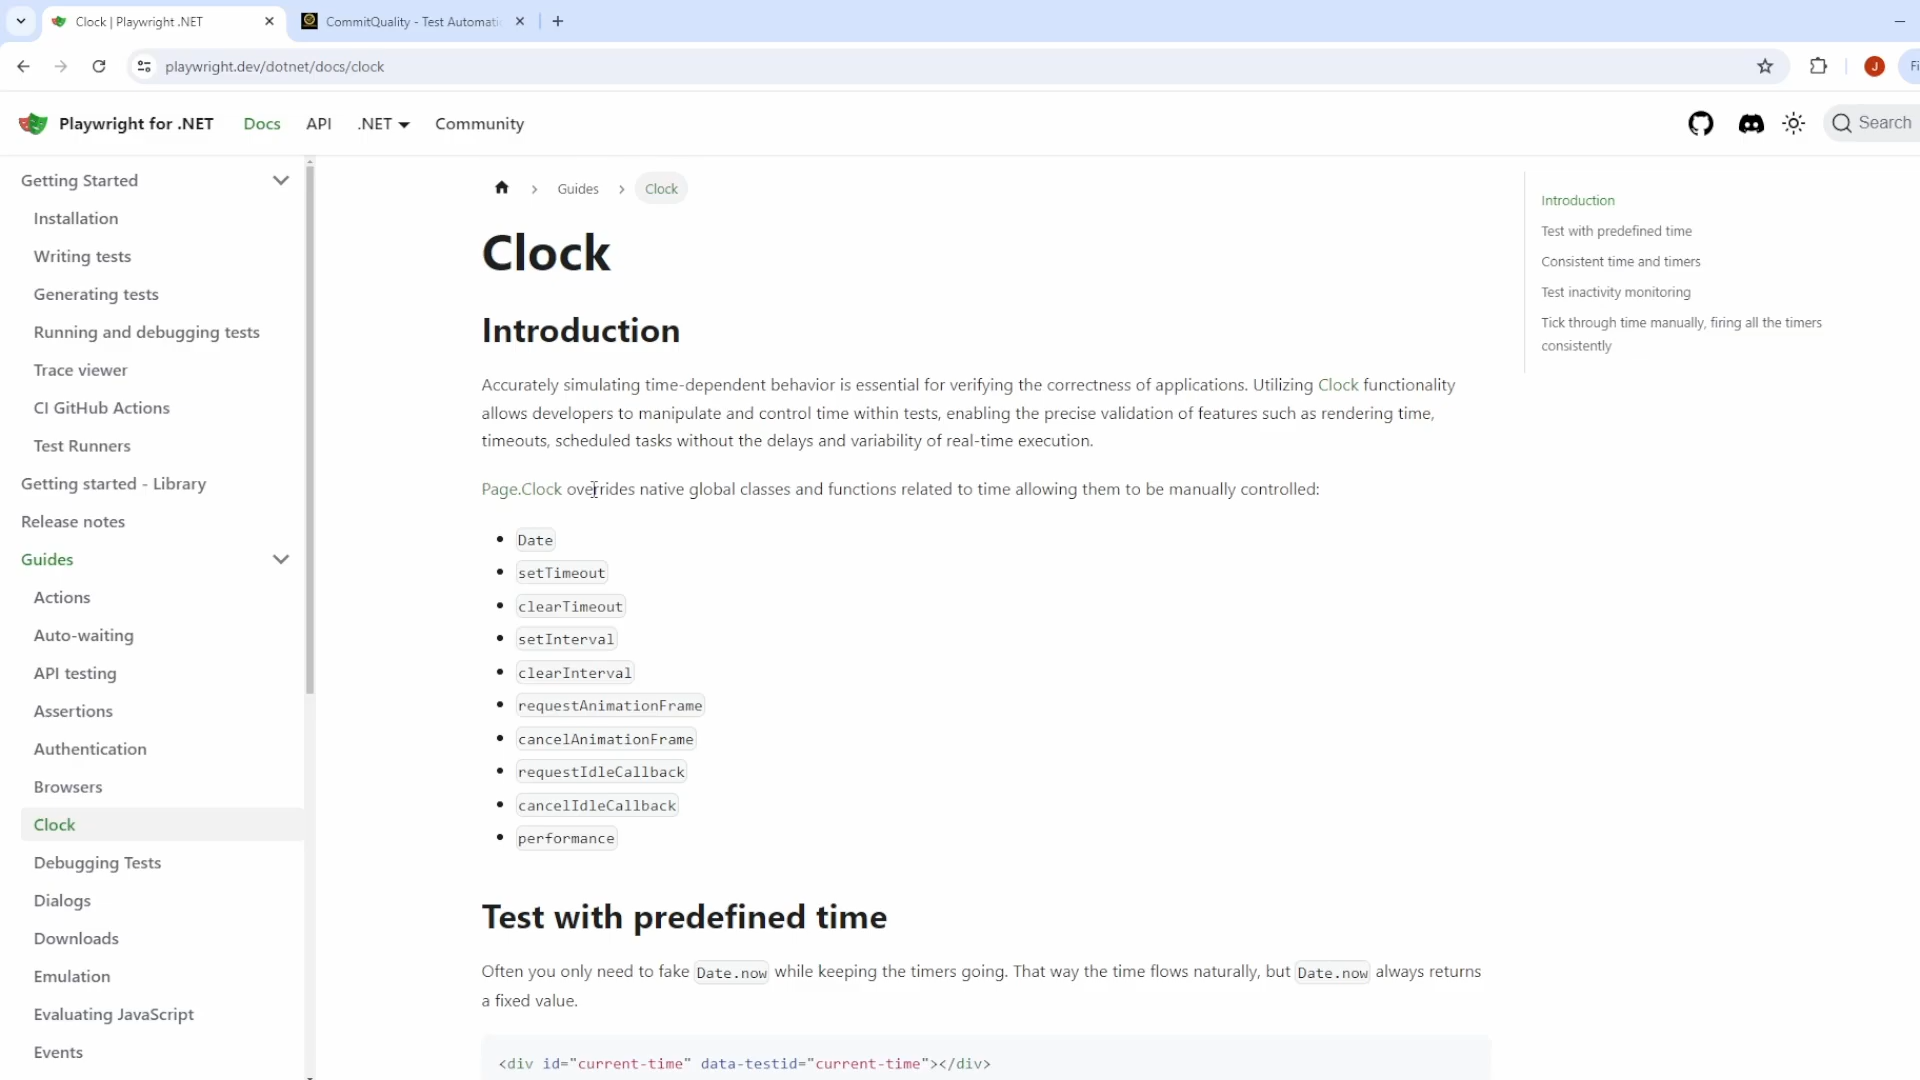 Clock | Playwright .NET
CommitQuality - Test Automati
playwright.dev/dotnet/docs/clock
J
Fi
Playwright for .NET
Docs
API
.NET
Community
Search
Getting Started
Installation
Writing tests
Generating tests
Running and debugging tests
Trace viewer
CI GitHub Actions
Test Runners
Getting started - Library
Release notes
Guides
Actions
Auto-waiting
API testing
Assertions
Authentication
Browsers
Clock
Debugging Tests
Dialogs
Downloads
Emulation
Evaluating JavaScript
Events
Guides
Clock
Clock
Introduction
Accurately simulating time-dependent behavior is essential for verifying the correctness of applications. Utilizing Clock functionality
allows developers to manipulate and control time within tests, enabling the precise validation of features such as rendering time,
timeouts, scheduled tasks without the delays and variability of real-time execution.
Page.Clock overrides native global classes and functions related to time allowing them to be manually controlled:
Date
setTimeout
clearTimeout
setInterval
clearInterval
requestAnimationFrame
cancelAnimationFrame
requestIdleCallback
cancelIdleCallback
performance
Test with predefined time
Often you only need to fake Date.now while keeping the timers going. That way the time flows naturally, but Date.now always returns
a fixed value.
<div id="current-time" data-testid="current-time"></div>
Introduction
Test with predefined time
Consistent time and timers
Test inactivity monitoring
Tick through time manually, firing all the timers
consistently